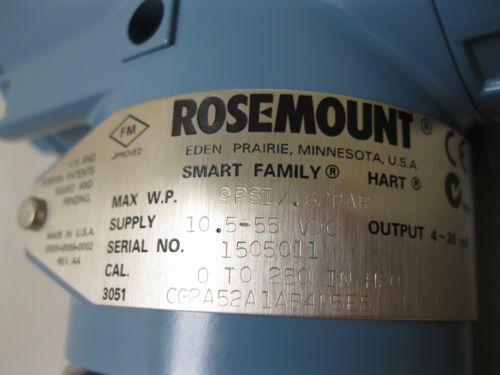 FM
APPROVED
ROSEMOUNT®
EDEN PRAIRIE, MINNESOTA, U.S.A.
SMART FAMILY® HART®
U.S. AND
FOREIGN PATENTS
ISSUED AND
PENDING.
MADE IN U.S.A.
REV AA
MAX W.P.
SUPPLY 10.5-55 VDC OUTPUT 4-20 mA
SERIAL NO. 1505011
CAL. 0 TO 250 IN H2O
3051 CG2A52A1AB4M5E5
CE
N